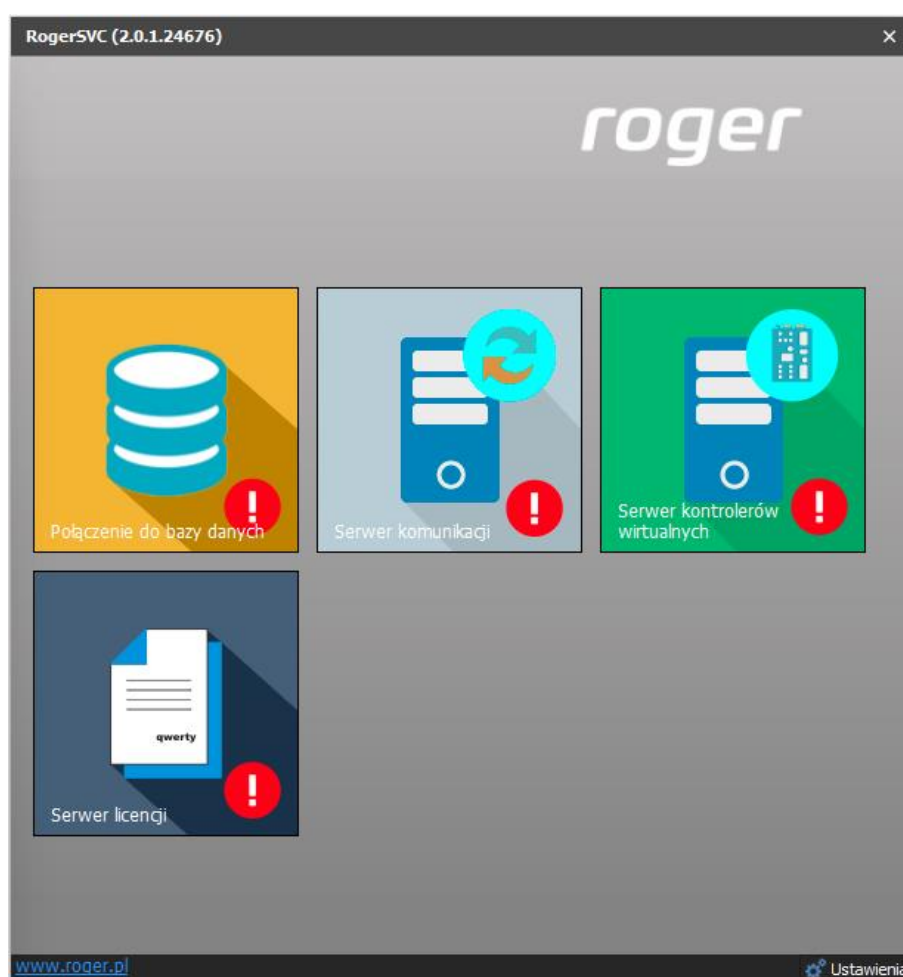 RogerSVC (2.0.1.24676)
roger
Połączenie do bazy danych
Serwer komunikacji
Serwer kontrolerów
wirtualnych
qwerty
Serwer licencji
www.roger.pl
Ustawienia